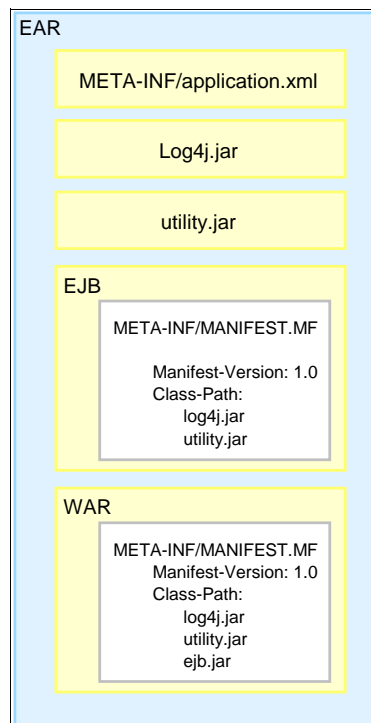 EAR
META-INF/application.xml
Log4j.jar
utility.jar
EJB
META-INF/MANIFEST.MF
Manifest-Version: 1.0
Class-Path:
log4j.jar
utility.jar
WAR
META-INF/MANIFEST.MF
Manifest-Version: 1.0
Class-Path:
log4j.jar
utility.jar
ejb.jar